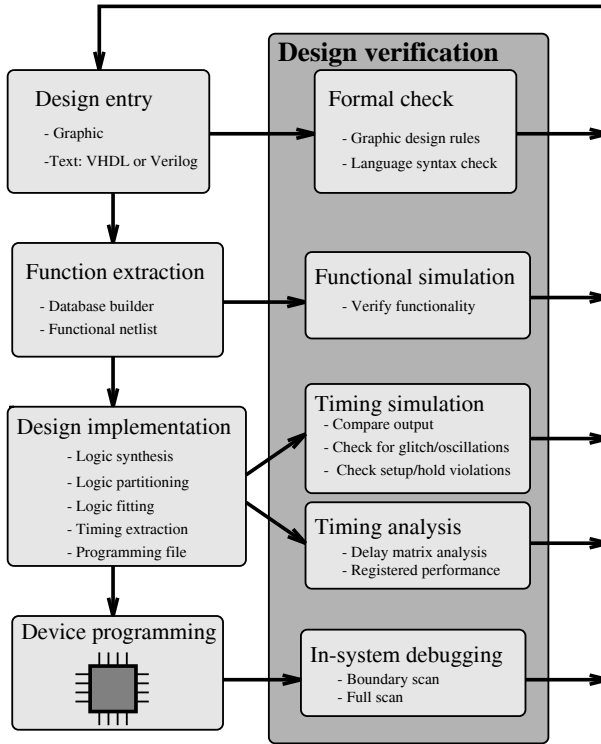 Design verification
Design entry
- Graphic
-Text: VHDL or Verilog
Formal check
- Graphic design rules
- Language syntax check
Function extraction
- Database builder
- Functional netlist
Functional simulation
- Verify functionality
Design implementation
- Logic synthesis
- Logic partitioning
- Logic fitting
- Timing extraction
- Programming file
Timing simulation
- Compare output
- Check for glitch/oscillations
- Check setup/hold violations
Timing analysis
- Delay matrix analysis
- Registered performance
Device programming
In-system debugging
- Boundary scan
- Full scan